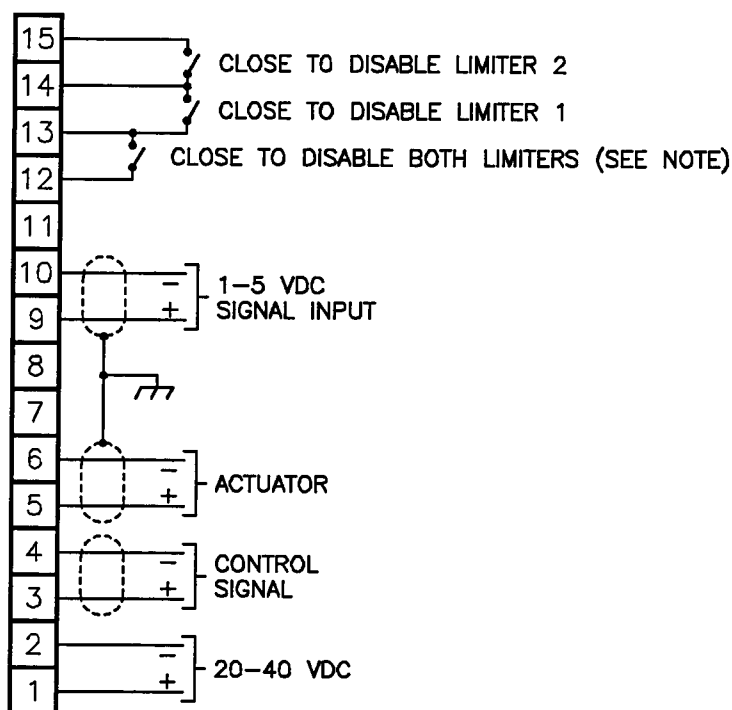 15
CLOSE TO DISABLE LIMITER 2
14
CLOSE TO DISABLE LIMITER 1
13
CLOSE TO DISABLE BOTH LIMITERS (SEE NOTE)
12
11
10
− 1–5 VDC
9
+ SIGNAL INPUT
8
7
6
−
ACTUATOR
5
+
4
− CONTROL
3
+ SIGNAL
2
−
20–40 VDC
1
+